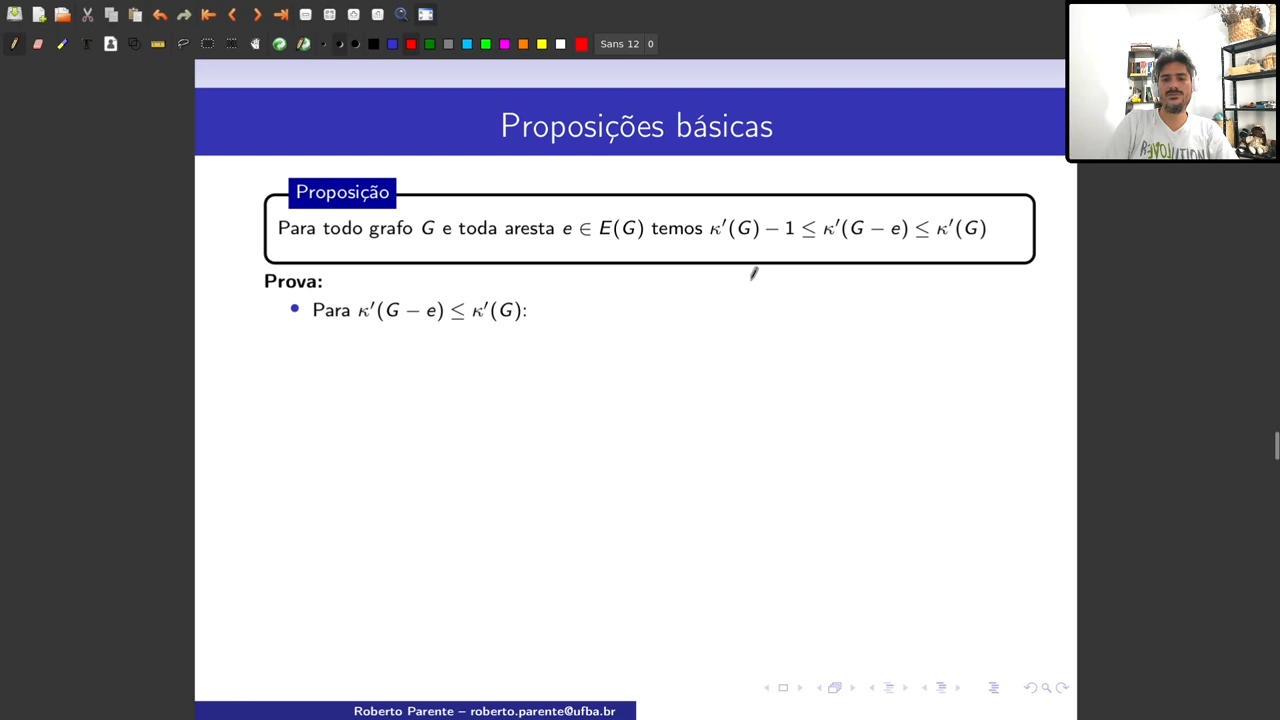 Sans 12 0
Proposições básicas
Proposição
Para todo grafo G e toda aresta e ∈ E(G) temos κ′(G) − 1 ≤ κ′(G − e) ≤ κ′(G)
Prova:
• Para κ′(G − e) ≤ κ′(G):
Roberto Parente – roberto.parente@ufba.br